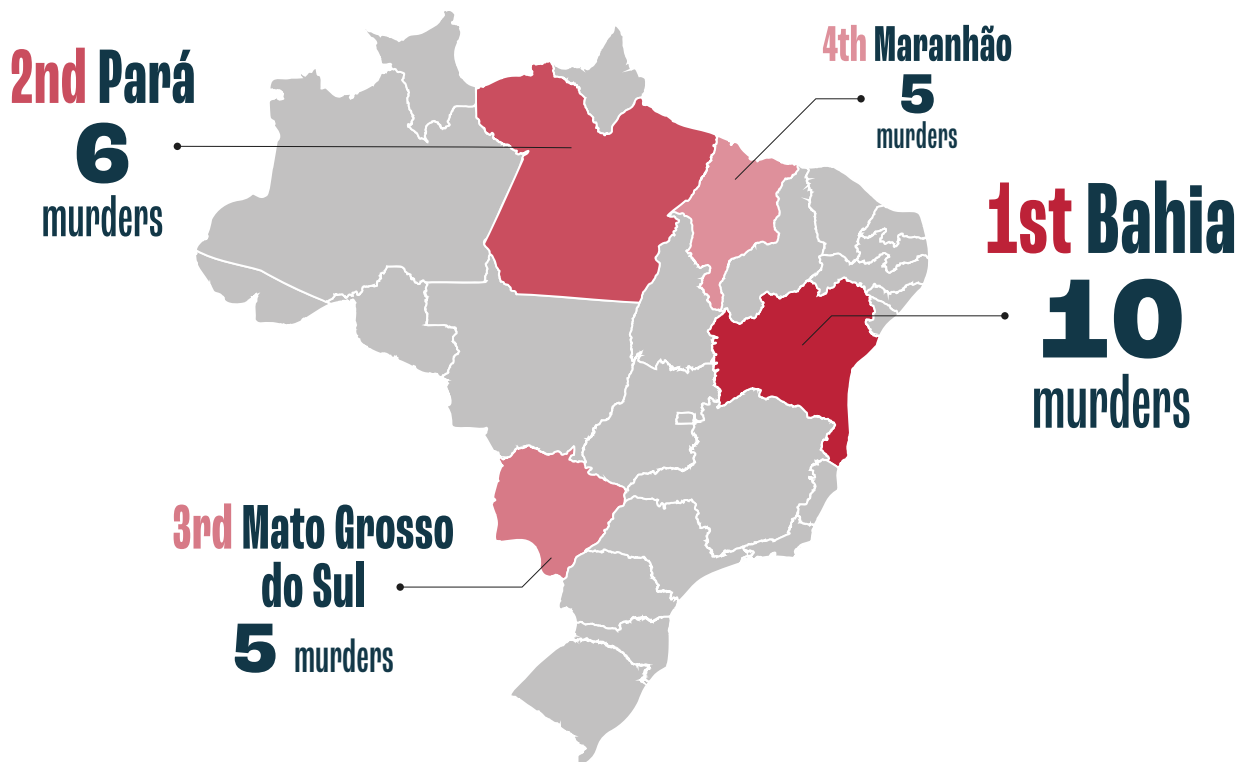 2nd Pará
6
murders
4th Maranhão
5
murders
1st Bahia
10
murders
3rd Mato Grosso
do Sul
5 murders